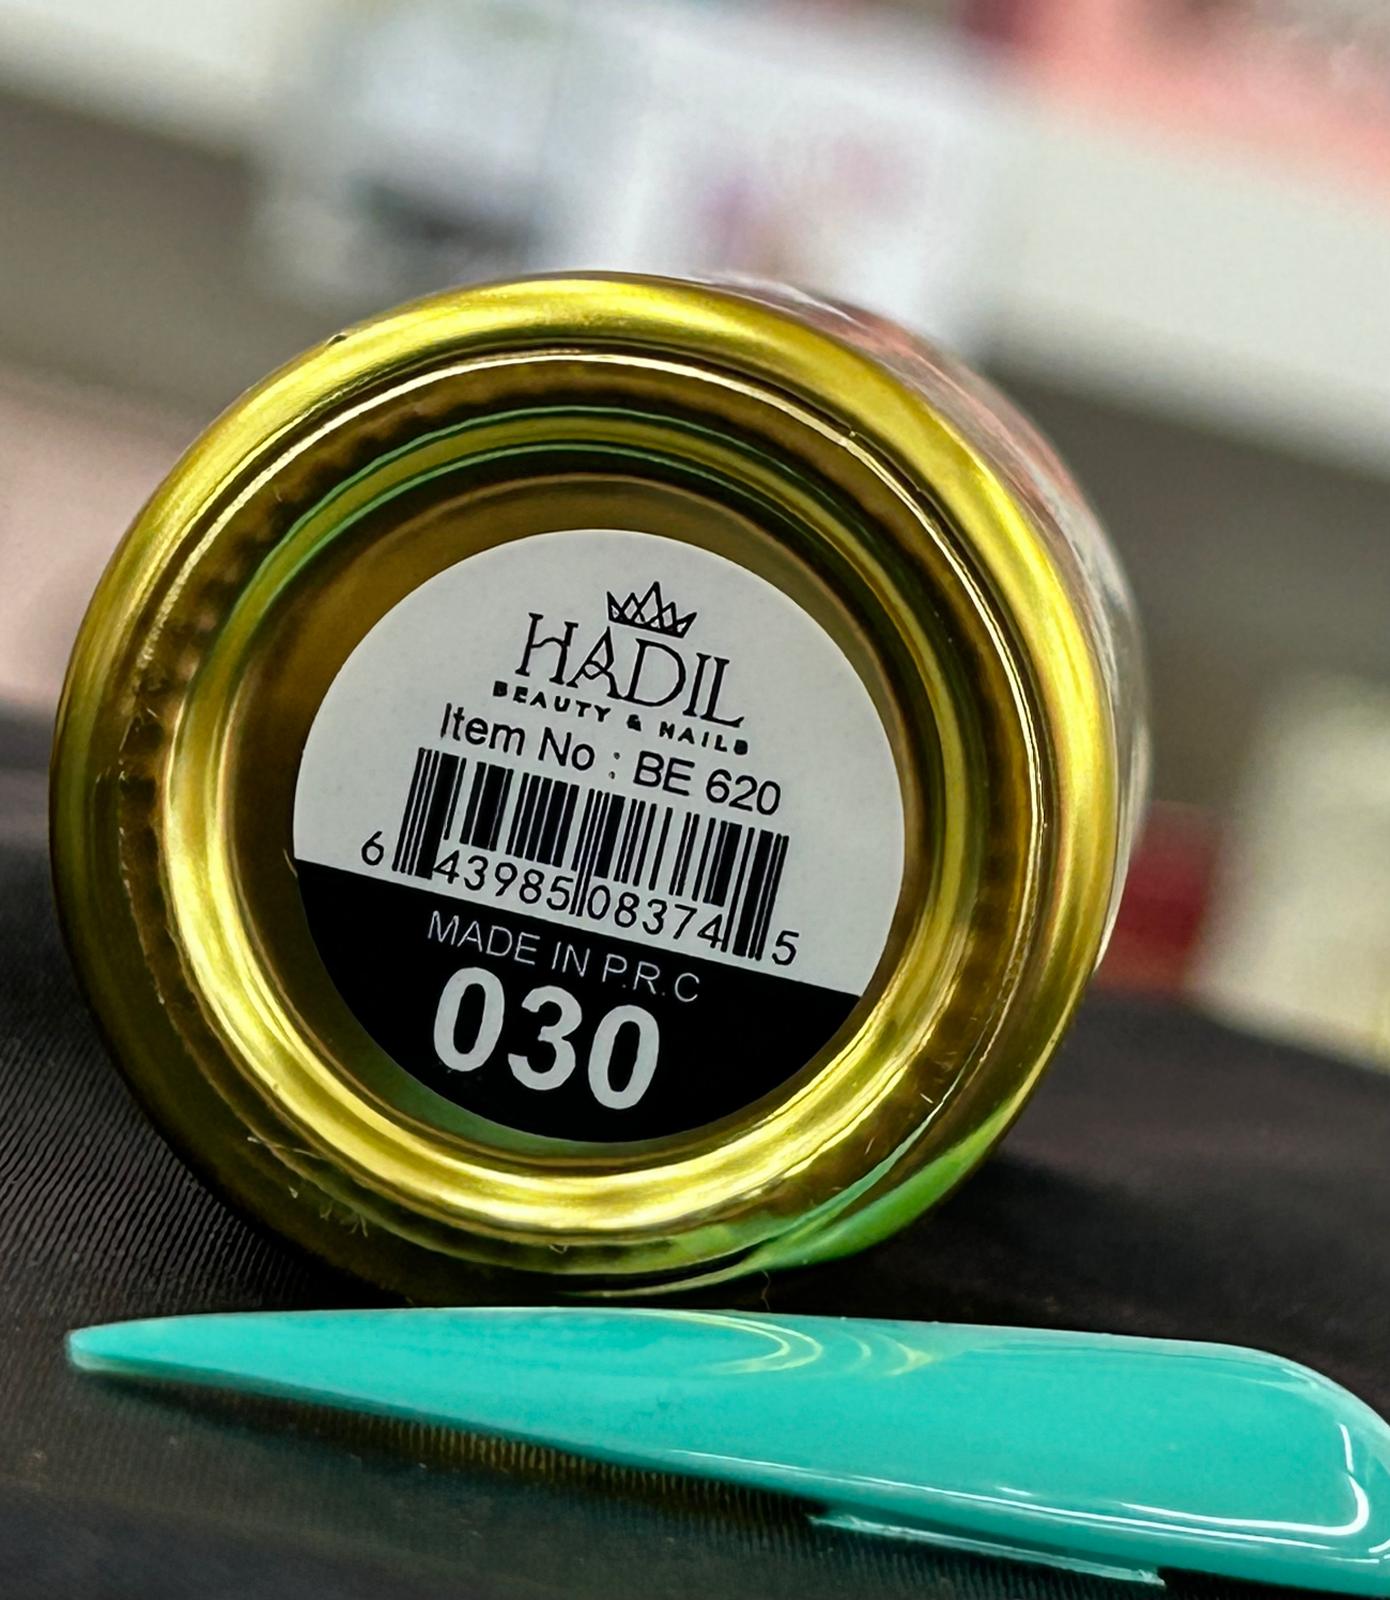 HADIL
BEAUTY & NAILS
Item No : BE 620
6 43985 08374 5
MADE IN P.R.C
030